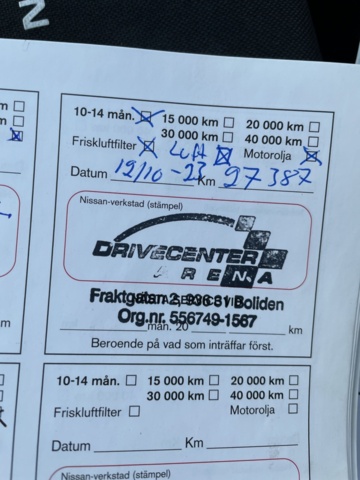 N
10-14 mån. 15 000 km 20 000 km
30 000 km 40 000 km
Friskluftfilter Luft Motorolja
Datum 12/10-23 Km 27387
Nissan-verkstad (stämpel)
DRIVECENTER
ARENA
Fraktgatan 2, 936 31 Boliden
Org.nr. 556749-1567
mån. 20 km
Beroende på vad som inträffar först.
10-14 mån. 15 000 km 20 000 km
30 000 km 40 000 km
Friskluftfilter Motorolja
Datum Km
Nissan-verkstad (stämpel)